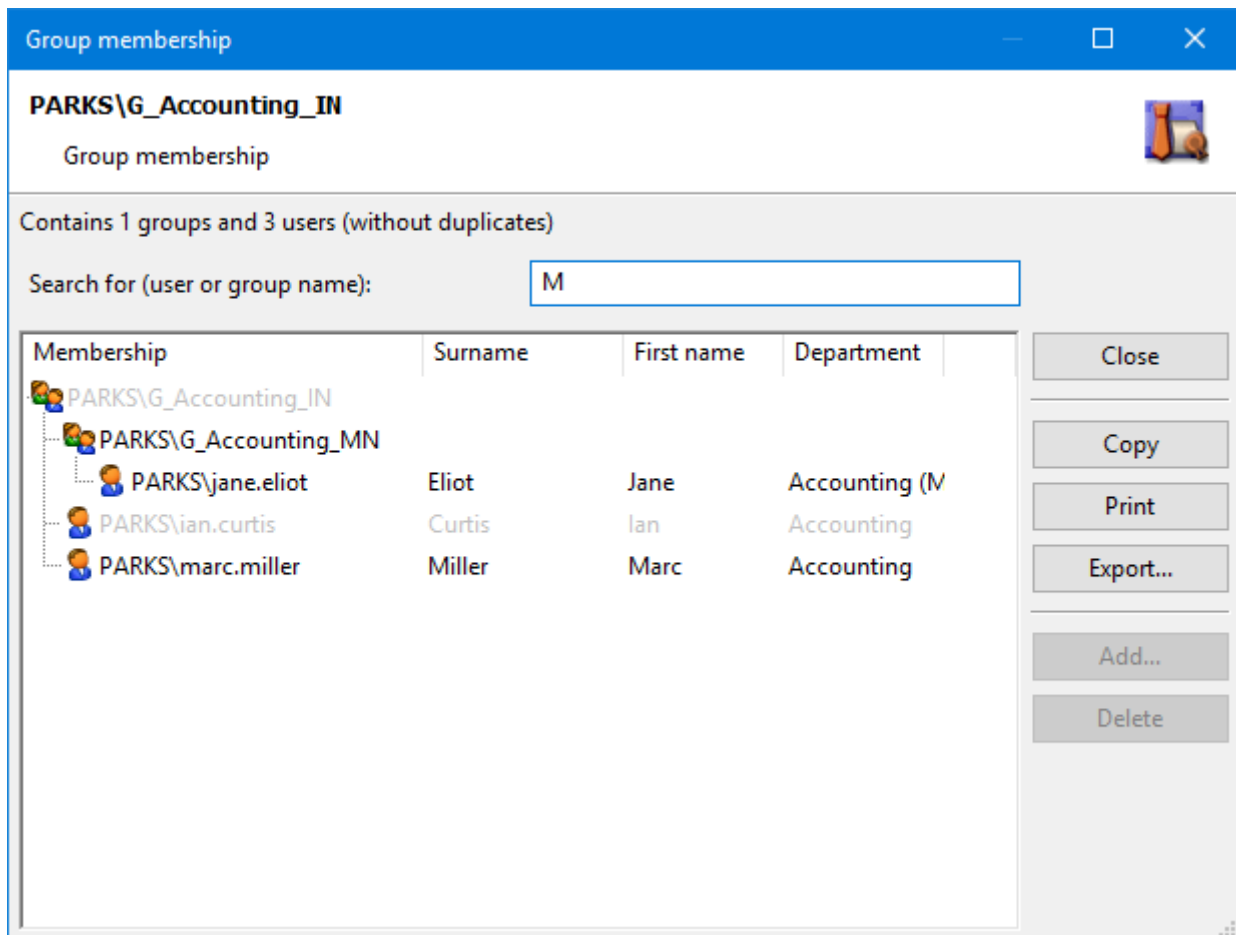 Group membership
PARKS\G_Accounting_IN
Group membership
Contains 1 groups and 3 users (without duplicates)
Search for (user or group name): M
Membership Surname First name Department
Close
PARKS\G_Accounting_IN
PARKS\G_Accounting_MN
Copy
PARKS\jane.eliot Eliot Jane Accounting (M
Print
PARKS\ian.curtis Curtis Ian Accounting
PARKS\marc.miller Miller Marc Accounting
Export...
Add...
Delete